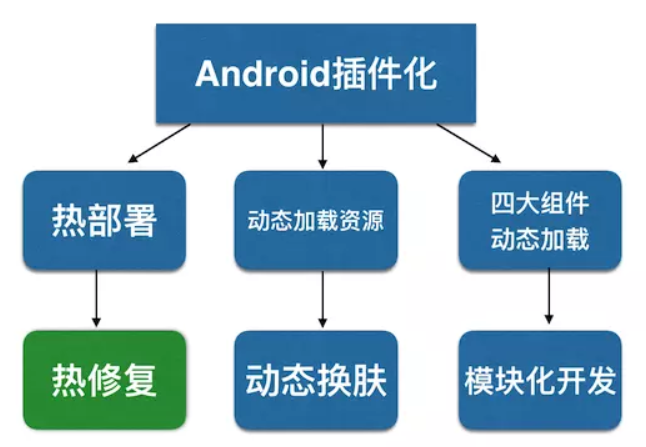 Android插件化
热部署
动态加载资源
四大组件
动态加载
热修复
动态换肤
模块化开发